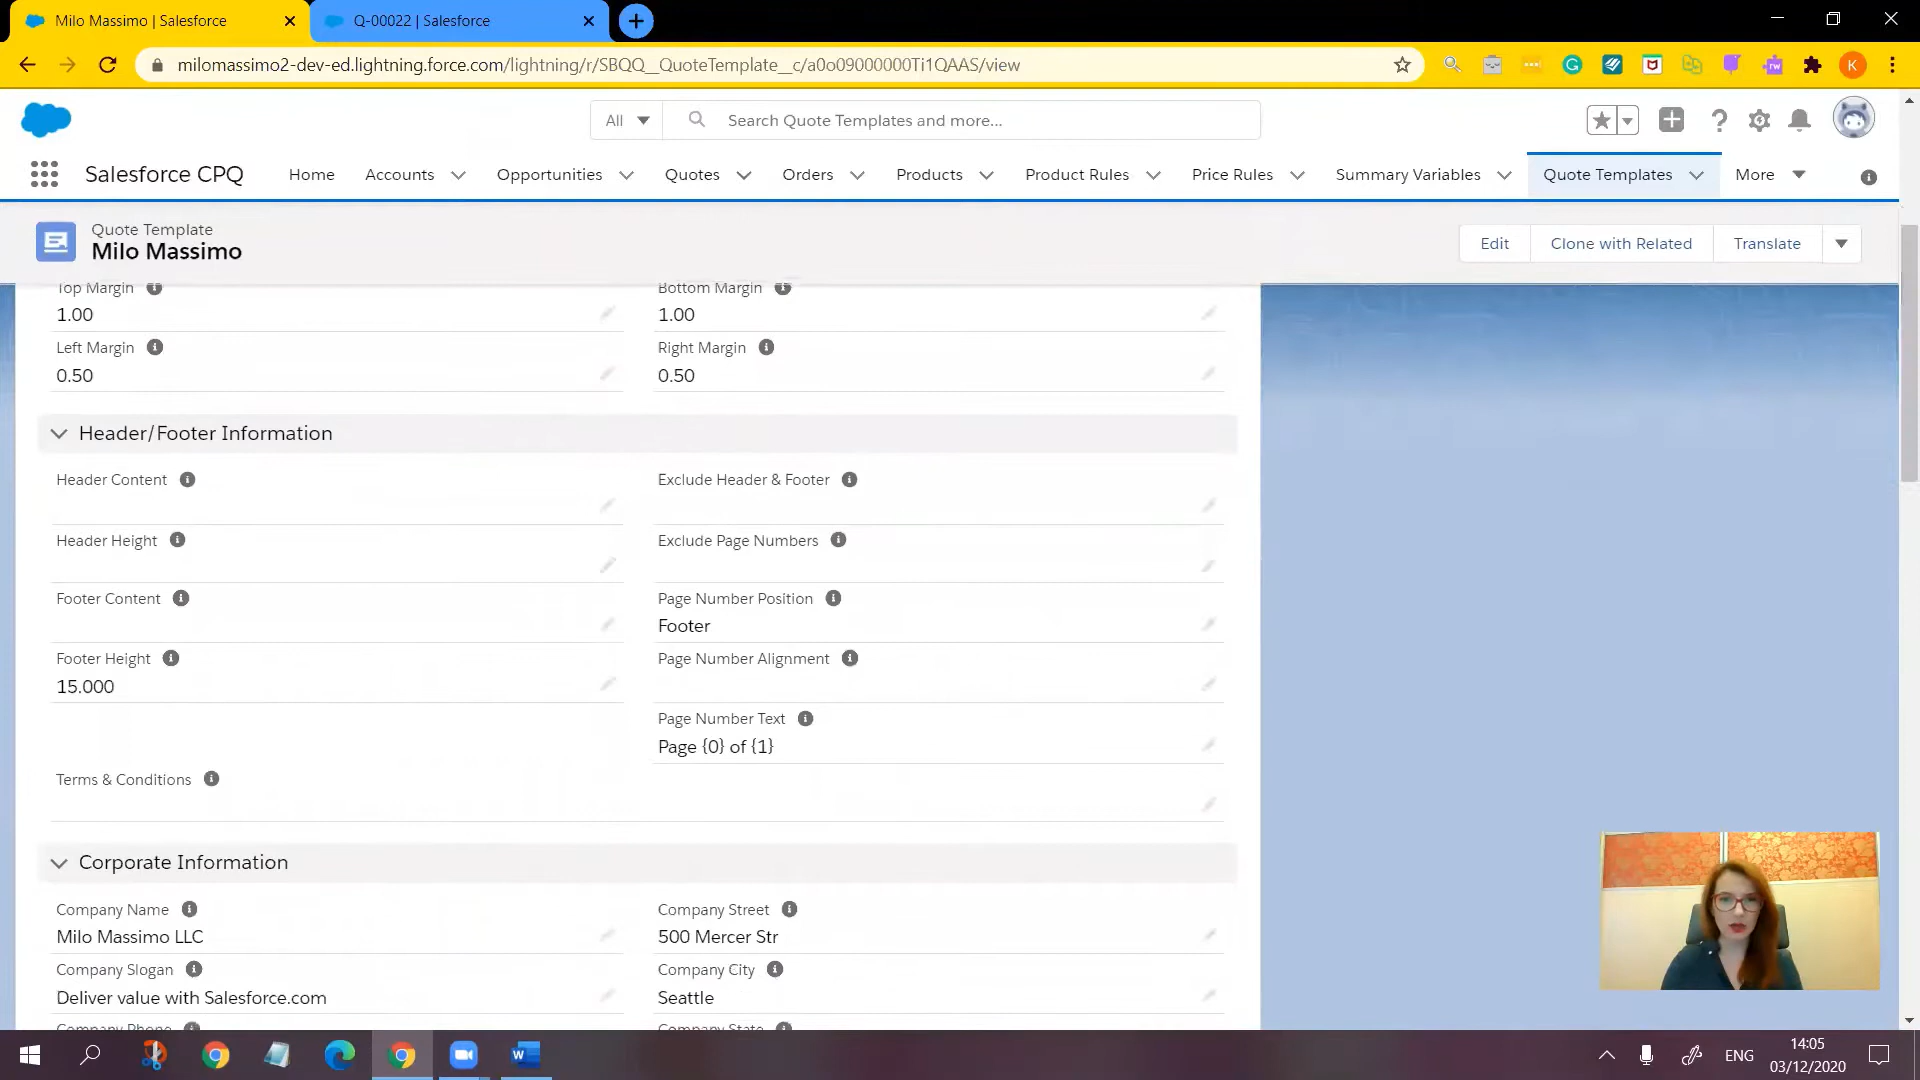 Milo Massimo | Salesforce
Q-00022 | Salesforce
milomassimo2-dev-ed.lightning.force.com/lightning/r/SBQQ__QuoteTemplate__c/a0o09000000Ti1QAAS/view
K
All
Search Quote Templates and more...
Salesforce CPQ
Home
Accounts
Opportunities
Quotes
Orders
Products
Product Rules
Price Rules
Summary Variables
Quote Templates
More
Quote Template
Milo Massimo
Edit
Clone with Related
Translate
Top Margin
Bottom Margin
1.00
1.00
Left Margin
Right Margin
0.50
0.50
Header/Footer Information
Header Content
Exclude Header & Footer
Header Height
Exclude Page Numbers
Footer Content
Page Number Position
Footer
Footer Height
Page Number Alignment
15.000
Page Number Text
Page {0} of {1}
Terms & Conditions
Corporate Information
Company Name
Company Street
Milo Massimo LLC
500 Mercer Str
Company Slogan
Company City
Deliver value with Salesforce.com
Seattle
Company Phone
Company State
ENG
14:05
03/12/2020